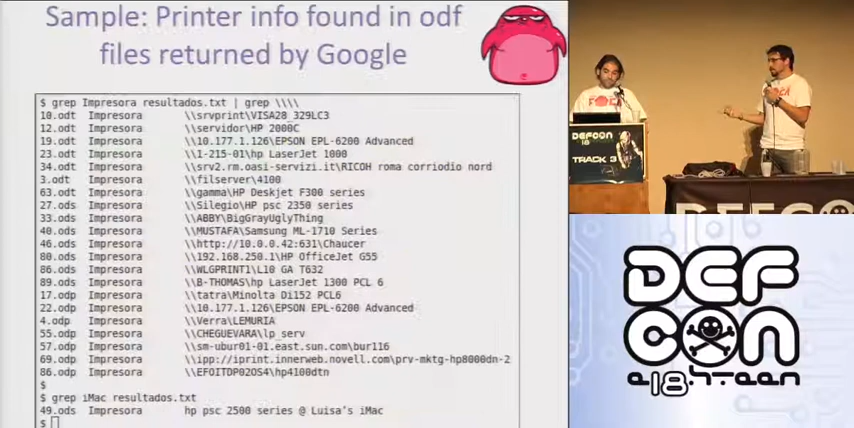 Sample: Printer info found in odf
files returned by Google
$ grep Impresora resultados.txt | grep \\\\
10.odt Impresora \\srvprint\VISA28_329LC3
12.odt Impresora \\servidor\HP 2000C
19.odt Impresora \\10.177.1.126\EPSON EPL-6200 Advanced
23.odt Impresora \\1-215-01\hp LaserJet 1000
34.odt Impresora \\srv2.rm.oasi-servizi.it\RICOH roma corriodio nord
3.odt Impresora \\filserver\4100
63.odt Impresora \\gamma\HP Deskjet F300 series
27.ods Impresora \\Silegio\HP psc 2350 series
33.ods Impresora \\ABBY\BigGrayUglyThing
40.ods Impresora \\MUSTAFA\Samsung ML-1710 Series
46.ods Impresora \\http://10.0.0.42:631\Chaucer
80.ods Impresora \\192.168.250.1\HP OfficeJet G55
86.ods Impresora \\WLGPRINT1\L10 GA T632
89.ods Impresora \\B-THOMAS\hp LaserJet 1300 PCL 6
17.odp Impresora \\tatra\Minolta Di152 PCL6
22.odp Impresora \\10.177.1.126\EPSON EPL-6200 Advanced
4.odp Impresora \\Verra\LEMURIA
55.odp Impresora \\CHEGUEVARA\lp_serv
57.odp Impresora \\sm-ubur01-01.east.sun.com\bur116
69.odp Impresora \\ipp://iprint.innerweb.novell.com\prv-mktg-hp8000dn-2
86.odp Impresora \\EFOITDP02OS4\hp4100dtn
$
$ grep iMac resultados.txt
49.ods Impresora hp psc 2500 series @ Luisa's iMac
$
FOCA
DEFCON
18
TRACK 3
DEFCO
DEF
CON
e18h.teen